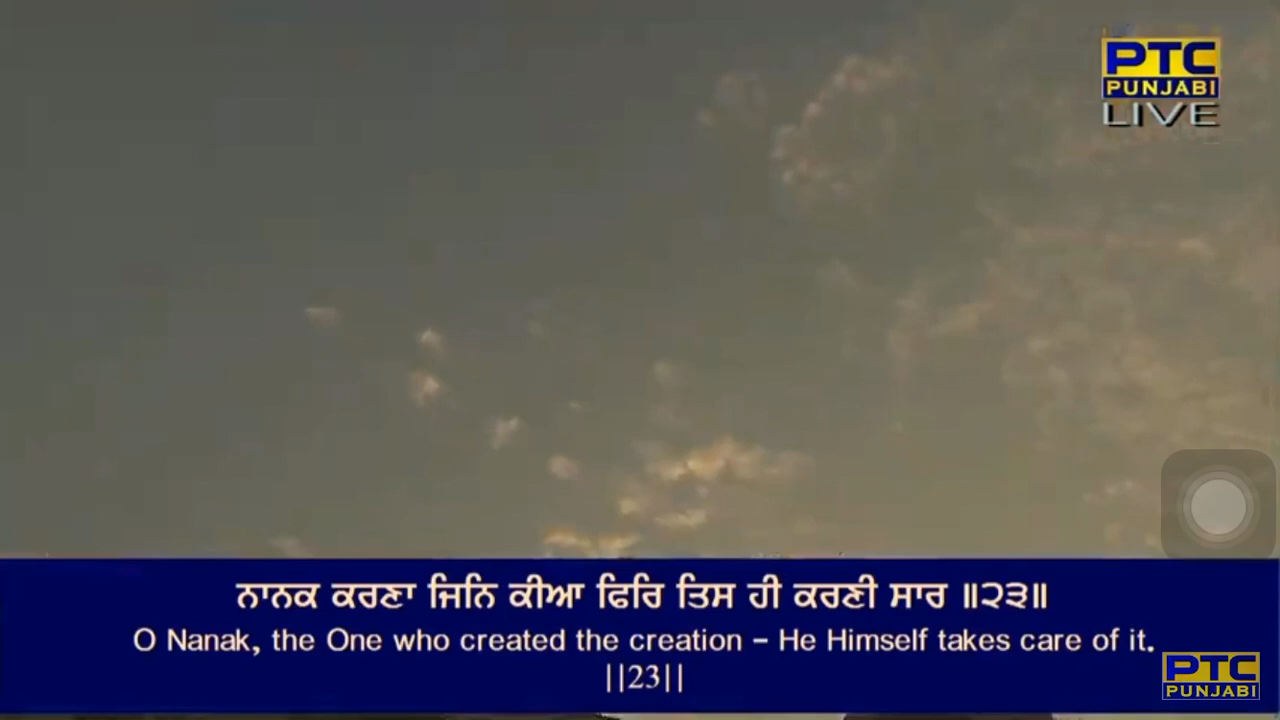 PTC
PUNJABI
LIVE
ਨਾਨਕ ਕਰਣਾ ਜਿਨਿ ਕੀਆ ਫਿਰਿ ਤਿਸ ਹੀ ਕਰਣੀ ਸਾਰ ॥੨੩॥
O Nanak, the One who created the creation – He Himself takes care of it.
||23||
PTC
PUNJABI